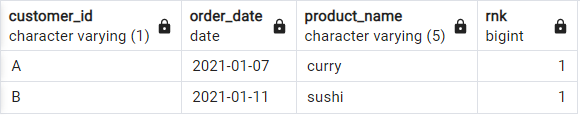 customer_id order_date product_name rnk
character varying (1) date character varying (5) bigint
A 2021-01-07 curry 1
B 2021-01-11 sushi 1